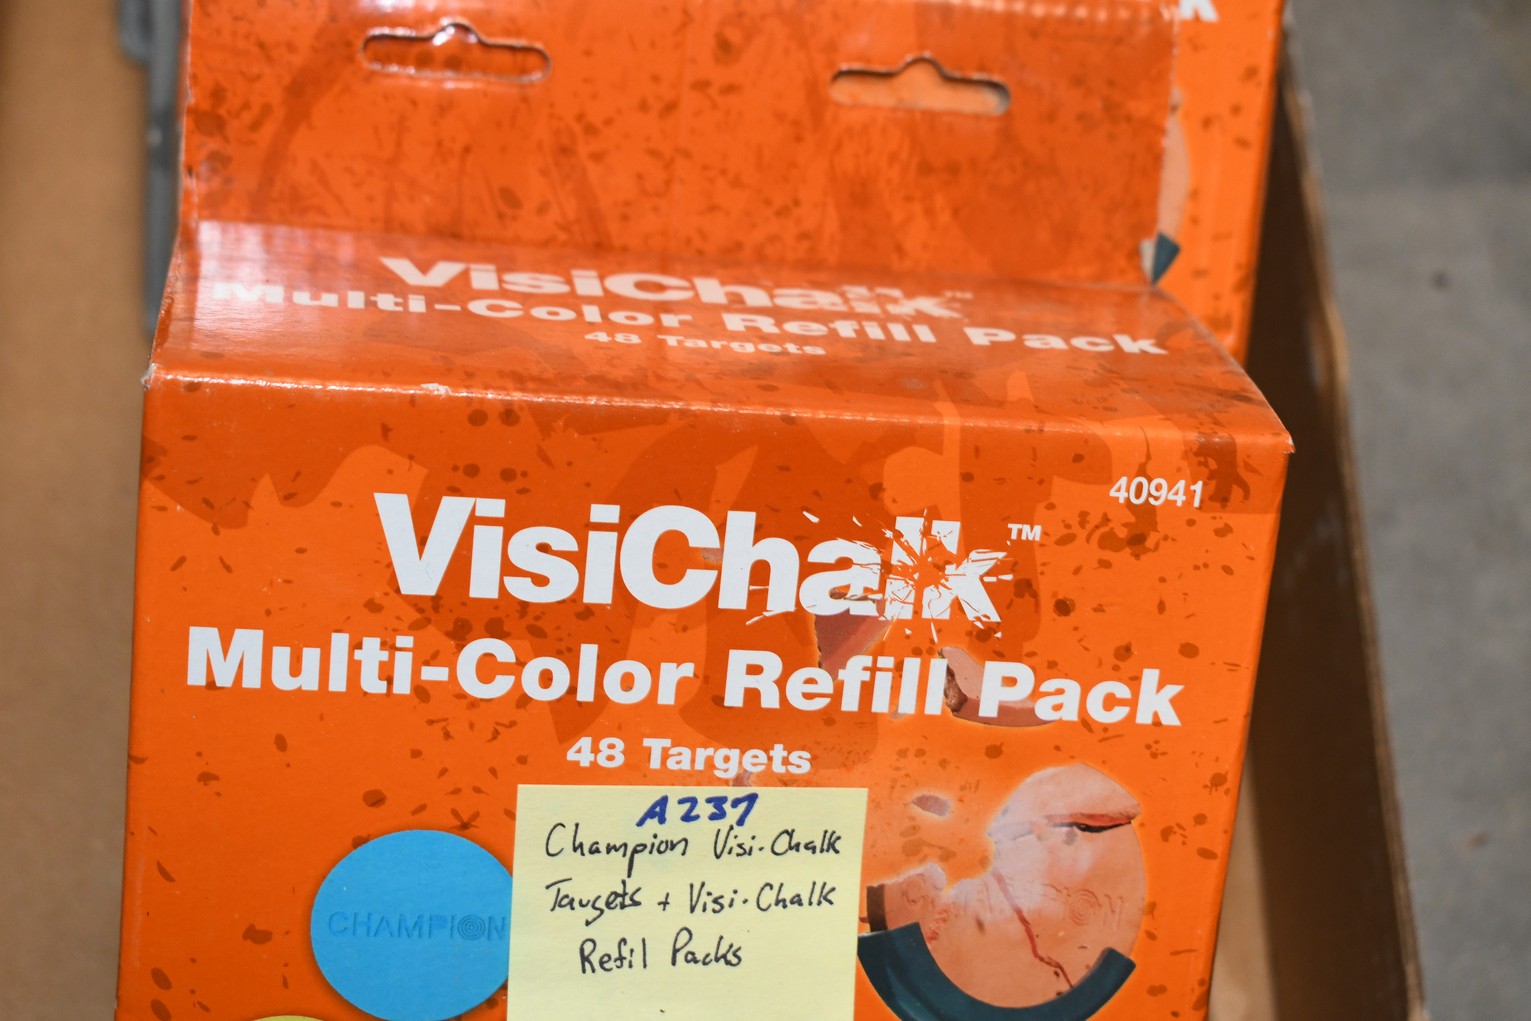 k
VisiChalk™
Multi-Color Refill Pack
48 Targets
40941
VisiChalk™
Multi-Color Refill Pack
48 Targets
A237
Champion Visi-Chalk
Targets + Visi-Chalk
Refil Packs
CHAMPION
CHAMPION